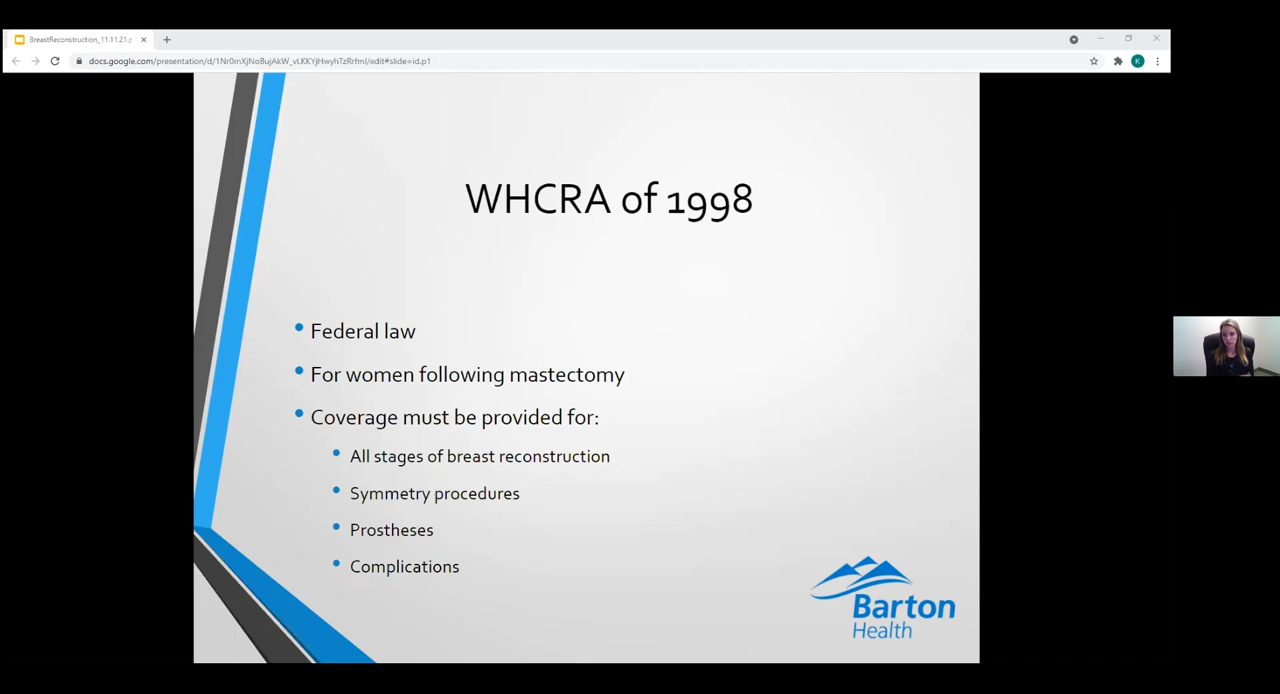 BreastReconstruction_11.11.21.p
docs.google.com/presentation/d/1Nr0mXjNoBujAkW_vLKKYjHwyhTzRrfmI/edit#slide=id.p1
K
WHCRA of 1998
• Federal law
• For women following mastectomy
• Coverage must be provided for:
• All stages of breast reconstruction
• Symmetry procedures
• Prostheses
• Complications
Barton
Health